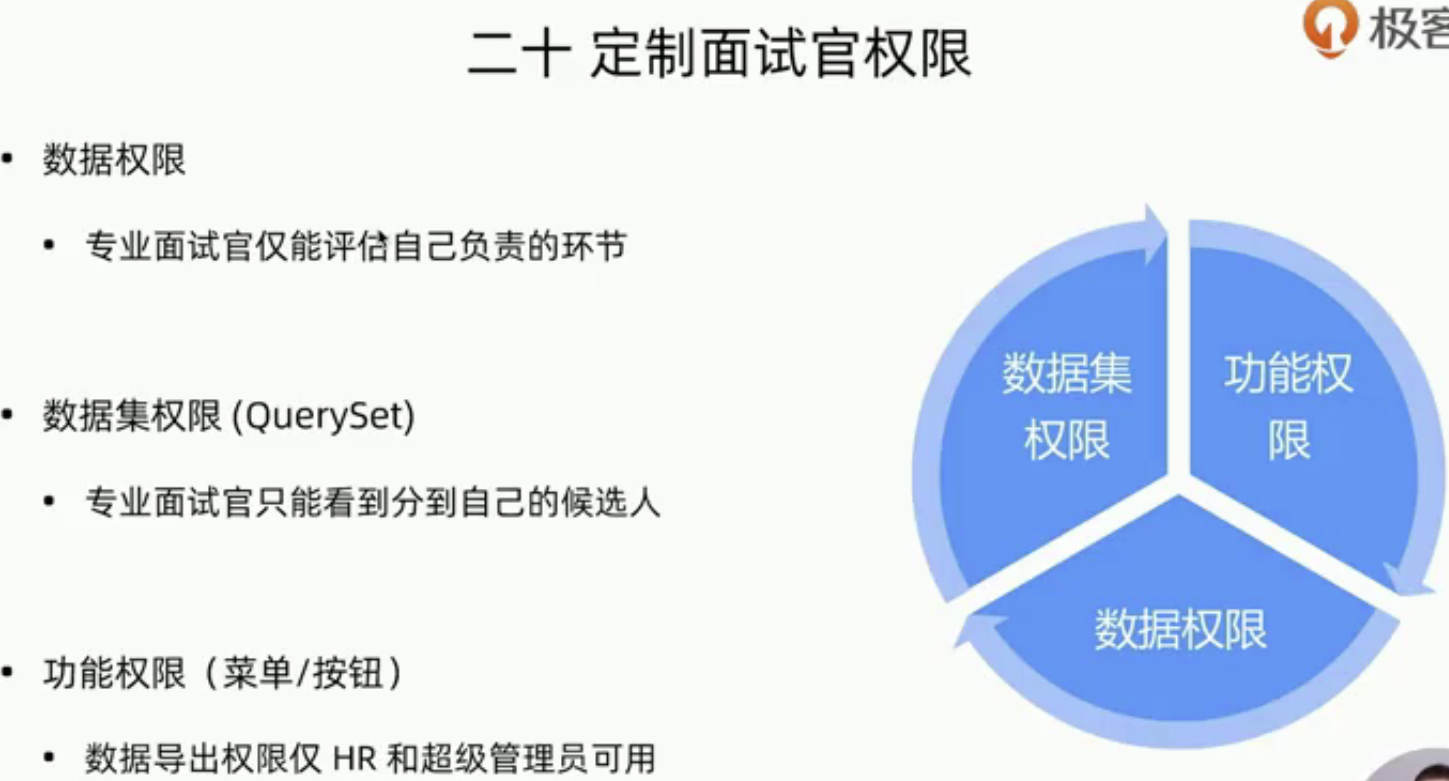 二十 定制面试官权限
极客
• 数据权限
• 专业面试官仅能评估自己负责的环节
• 数据集权限 (QuerySet)
• 专业面试官只能看到分到自己的候选人
• 功能权限（菜单/按钮）
• 数据导出权限仅 HR 和超级管理员可用
数据集
权限
功能权
限
数据权限